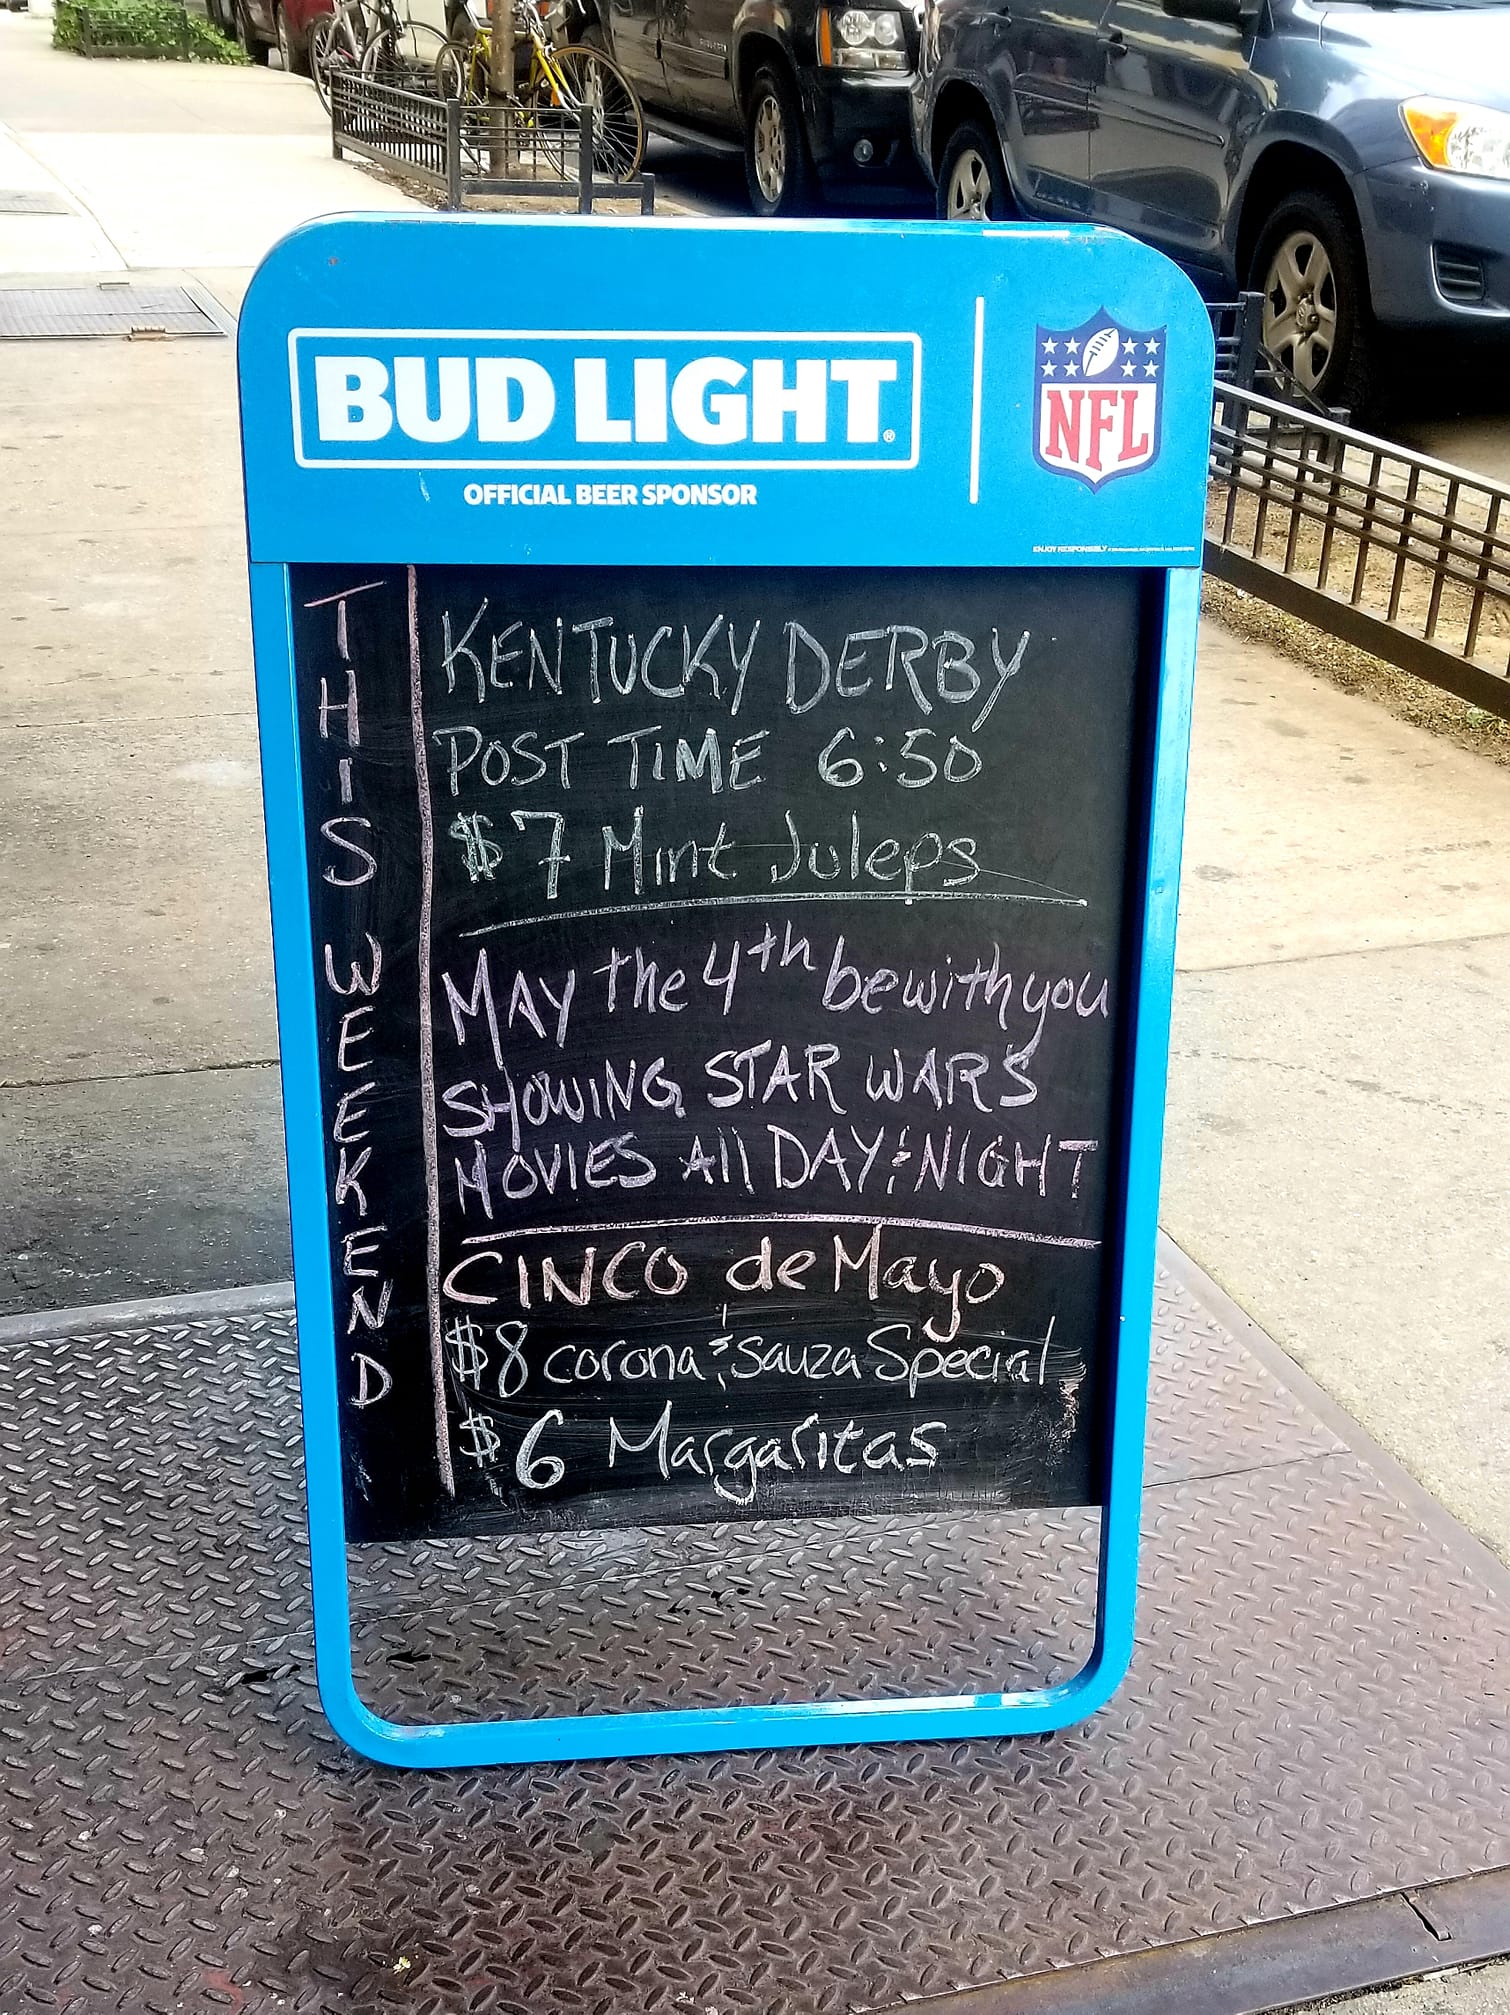 BUD LIGHT®
OFFICIAL BEER SPONSOR
NFL
ENJOY RESPONSIBLY
THIS WEEKEND
KENTUCKY DERBY
POST TIME 6:50
$7 Mint Juleps
MAY the 4th be with you
SHOWING STAR WARS
MOVIES All DAY & NIGHT
CINCO de Mayo
$8 corona & Sauza Special
$6 Margaritas